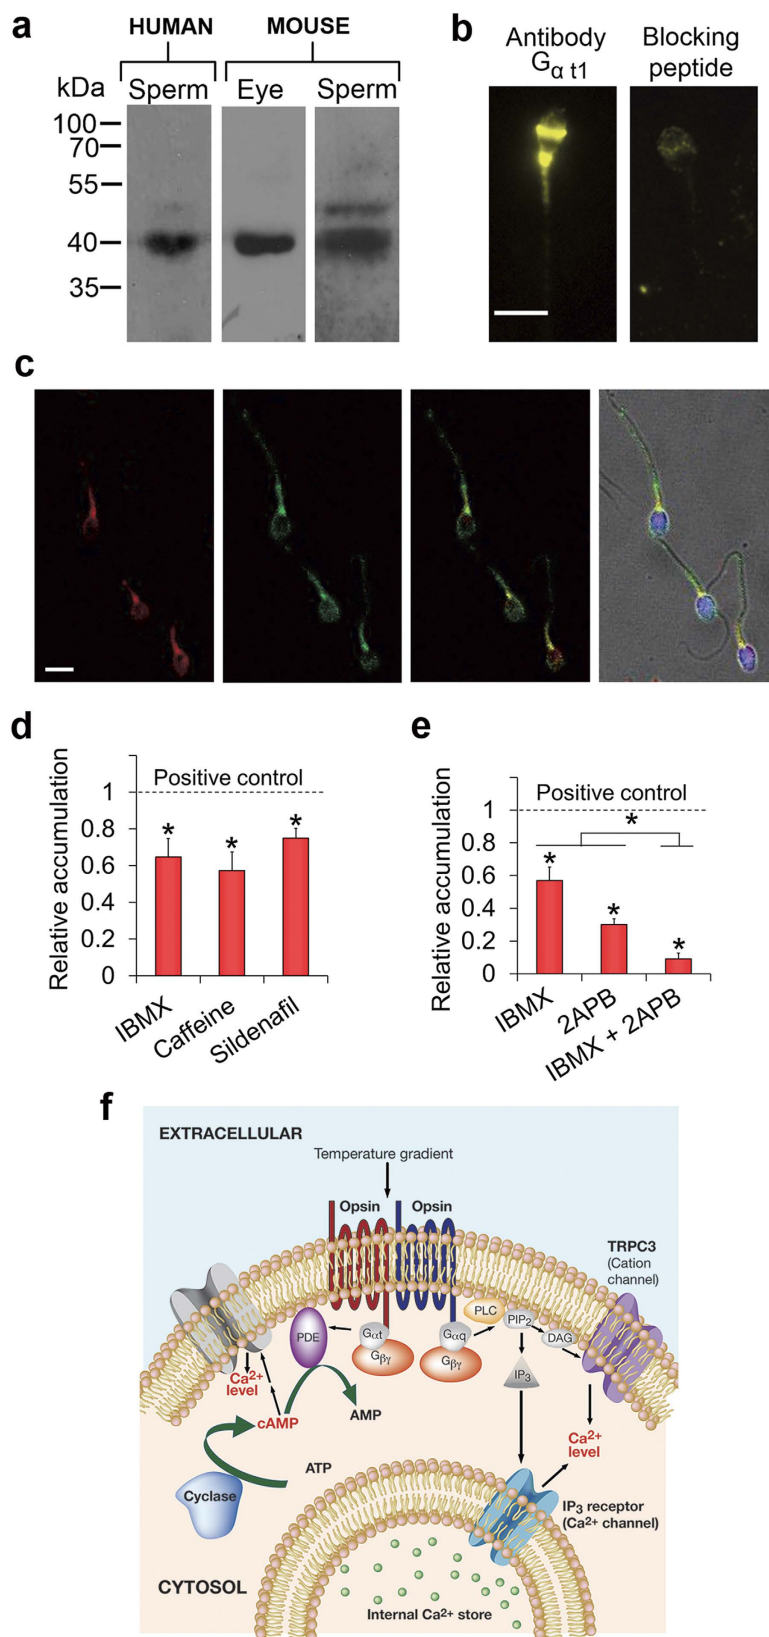 a
HUMAN
MOUSE
kDa
Sperm
Eye
Sperm
100
70
55
40
35
b
Antibody
Gα t1
Blocking
peptide
c
d
Relative accumulation
Positive control
1
0.8
0.6
0.4
0.2
0
*
*
*
IBMX
Caffeine
Sildenafil
e
Relative accumulation
Positive control
1
0.8
0.6
0.4
0.2
0
*
*
*
*
IBMX
2APB
IBMX + 2APB
f
EXTRACELLULAR
Temperature gradient
Opsin
Opsin
TRPC3
(Cation
channel)
PDE
Gαt
Gβγ
Gαq
Gβγ
PLC
PIP2
DAG
IP3
Ca2+
level
cAMP
AMP
Ca2+
level
ATP
Cyclase
IP3 receptor
(Ca2+ channel)
CYTOSOL
Internal Ca2+ store